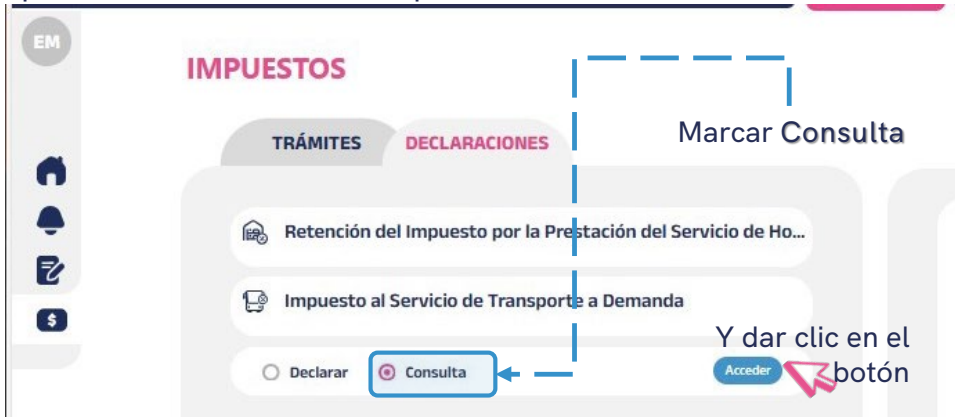 EM
IMPUESTOS
TRÁMITES
DECLARACIONES
Marcar Consulta
Retención del Impuesto por la Prestación del Servicio de Ho...
Impuesto al Servicio de Transporte a Demanda
Y dar clic en el
botón
Declarar
Consulta
Acceder